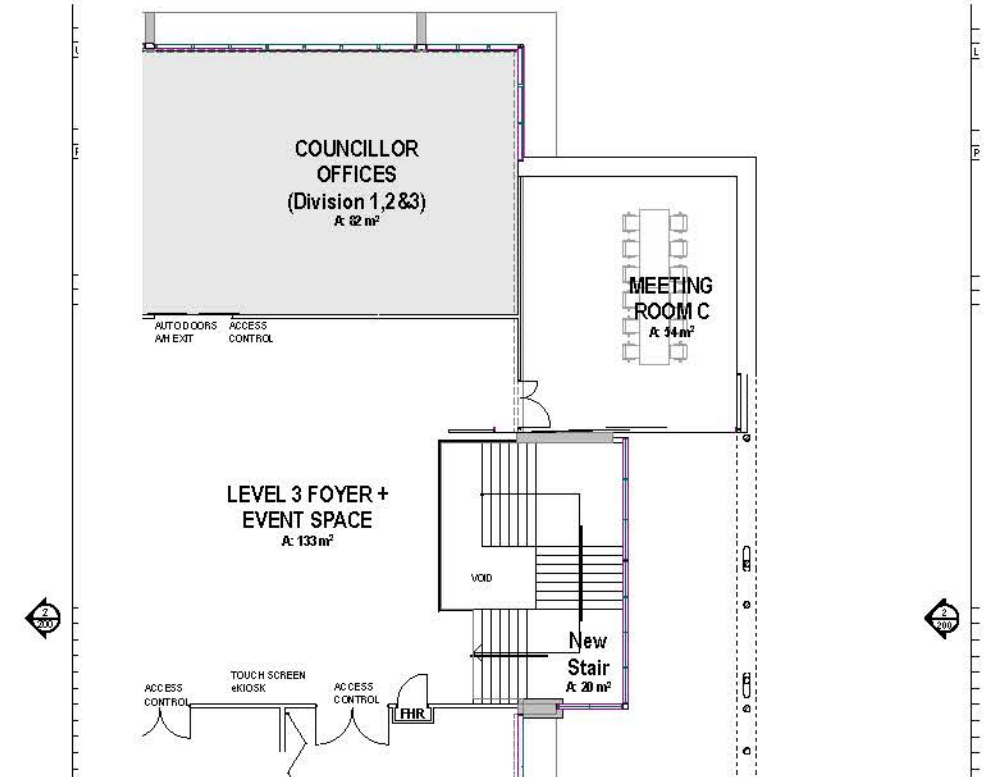 COUNCILLOR
OFFICES
(Division 1,2&3)
A: 82 m²
MEETING
ROOM C
A: 54 m²
AUTO DOORS
A/H EXIT
ACCESS
CONTROL
LEVEL 3 FOYER +
EVENT SPACE
A: 133 m²
VOID
2
200
2
200
New
Stair
A: 20 m²
TOUCH SCREEN
eKIOSK
ACCESS
CONTROL
ACCESS
CONTROL
FHR
L
P